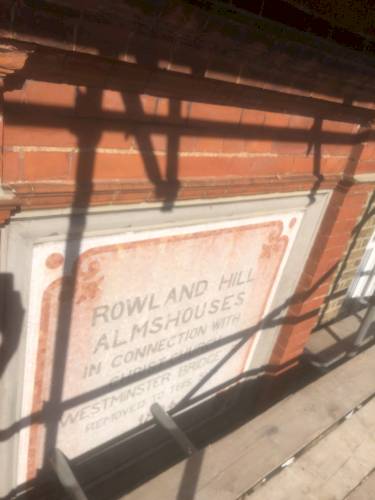 ROWLAND HILL
ALMSHOUSES
IN CONNECTION WITH
CHRIST CHURCH
WESTMINSTER BRIDGE
REMOVED TO THIS